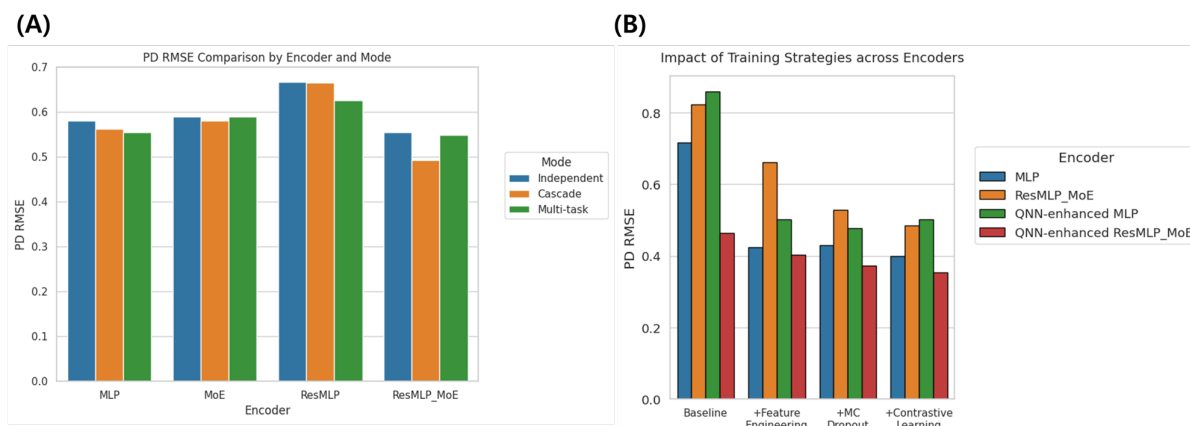 (A)
PD RMSE Comparison by Encoder and Mode
PD RMSE
0.7
0.6
0.5
0.4
0.3
0.2
0.1
0.0
MLP
MoE
ResMLP
ResMLP_MoE
Encoder
Mode
Independent
Cascade
Multi-task
(B)
Impact of Training Strategies across Encoders
PD RMSE
0.8
0.6
0.4
0.2
0.0
Baseline
+Feature
Engineering
+MC
Dropout
+Contrastive
Learning
Encoder
MLP
ResMLP_MoE
QNN-enhanced MLP
QNN-enhanced ResMLP_MoE